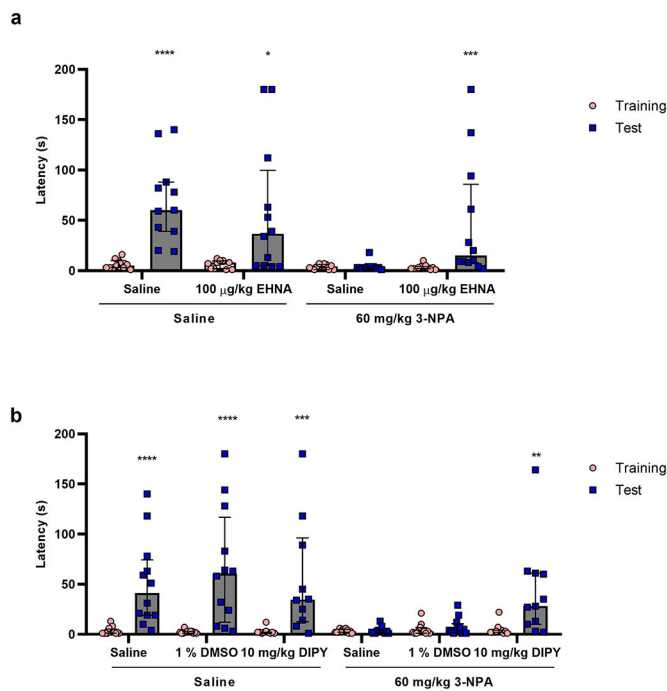 a
**** * ***
200
150
100
50
0
Latency (s)
Training
Test
Saline 100 μg/kg EHNA Saline 100 μg/kg EHNA
Saline 60 mg/kg 3-NPA
b
**** **** *** **
200
150
100
50
0
Latency (s)
Training
Test
Saline 1 % DMSO 10 mg/kg DIPY Saline 1 % DMSO 10 mg/kg DIPY
Saline 60 mg/kg 3-NPA